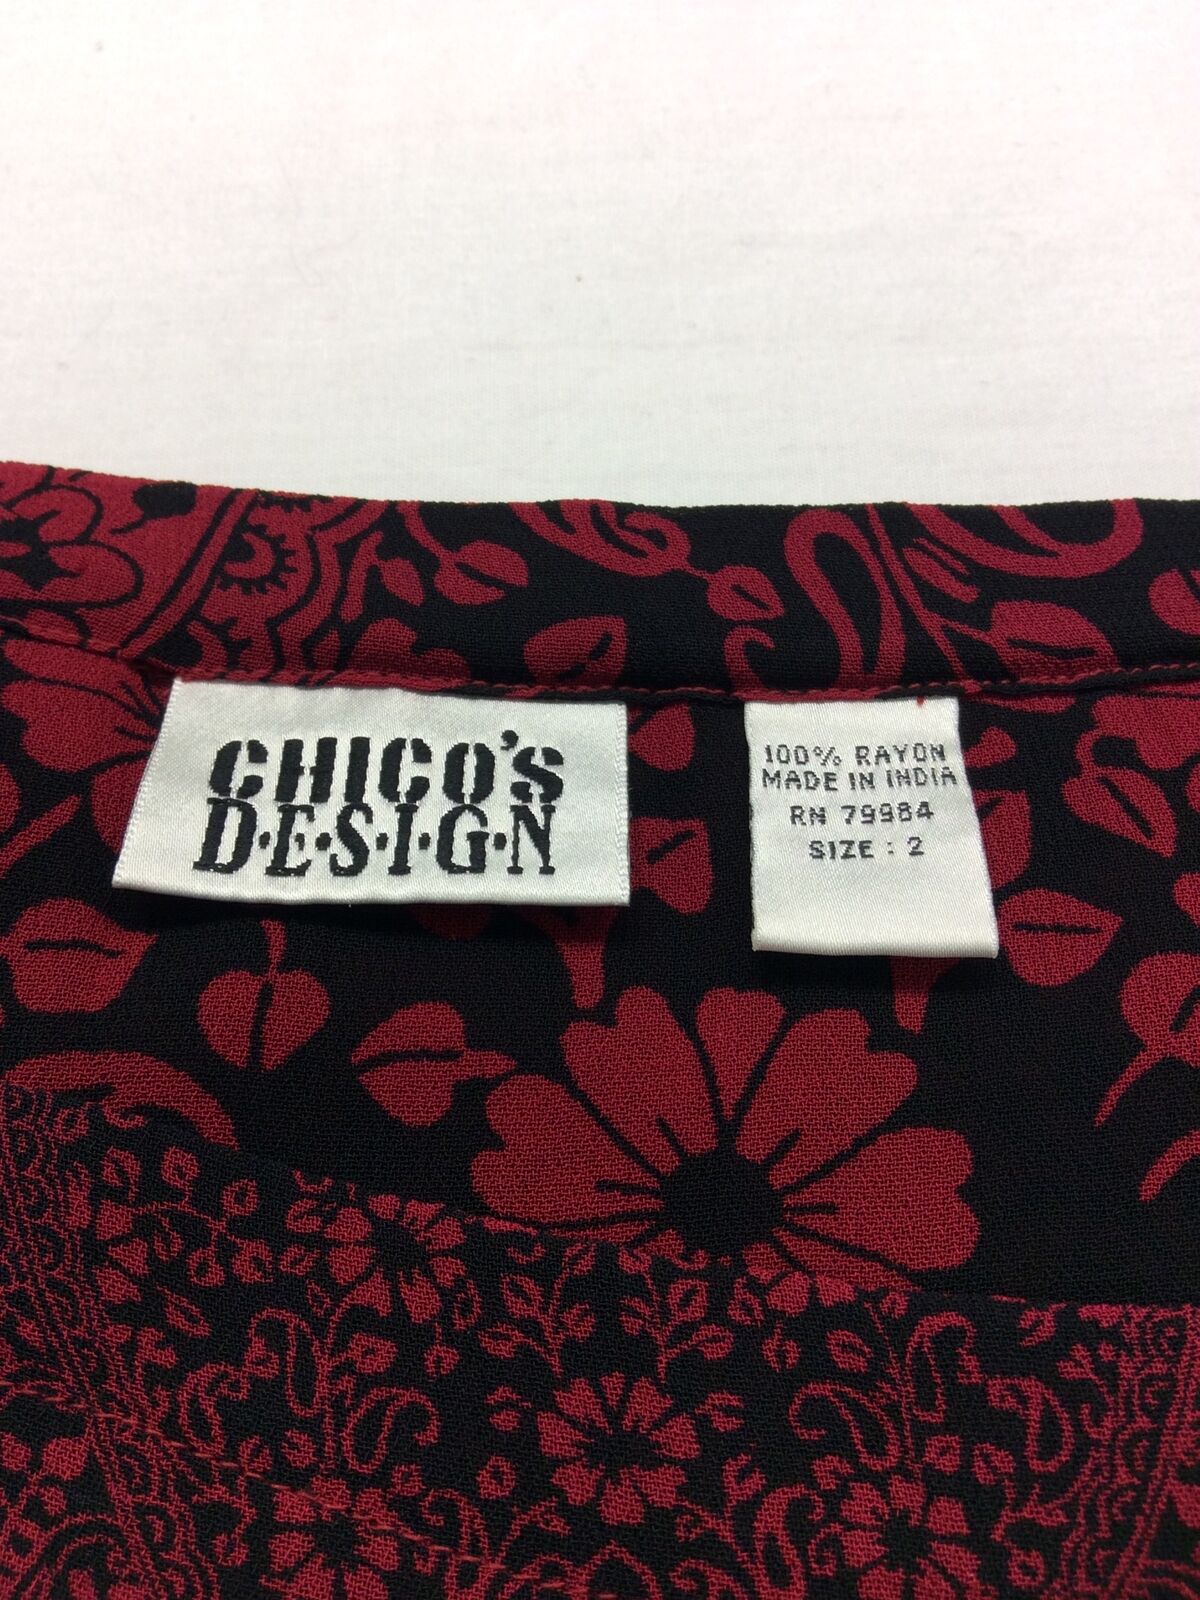 CHICO'S
D·E·S·I·G·N
100% RAYON
MADE IN INDIA
RN 79984
SIZE : 2